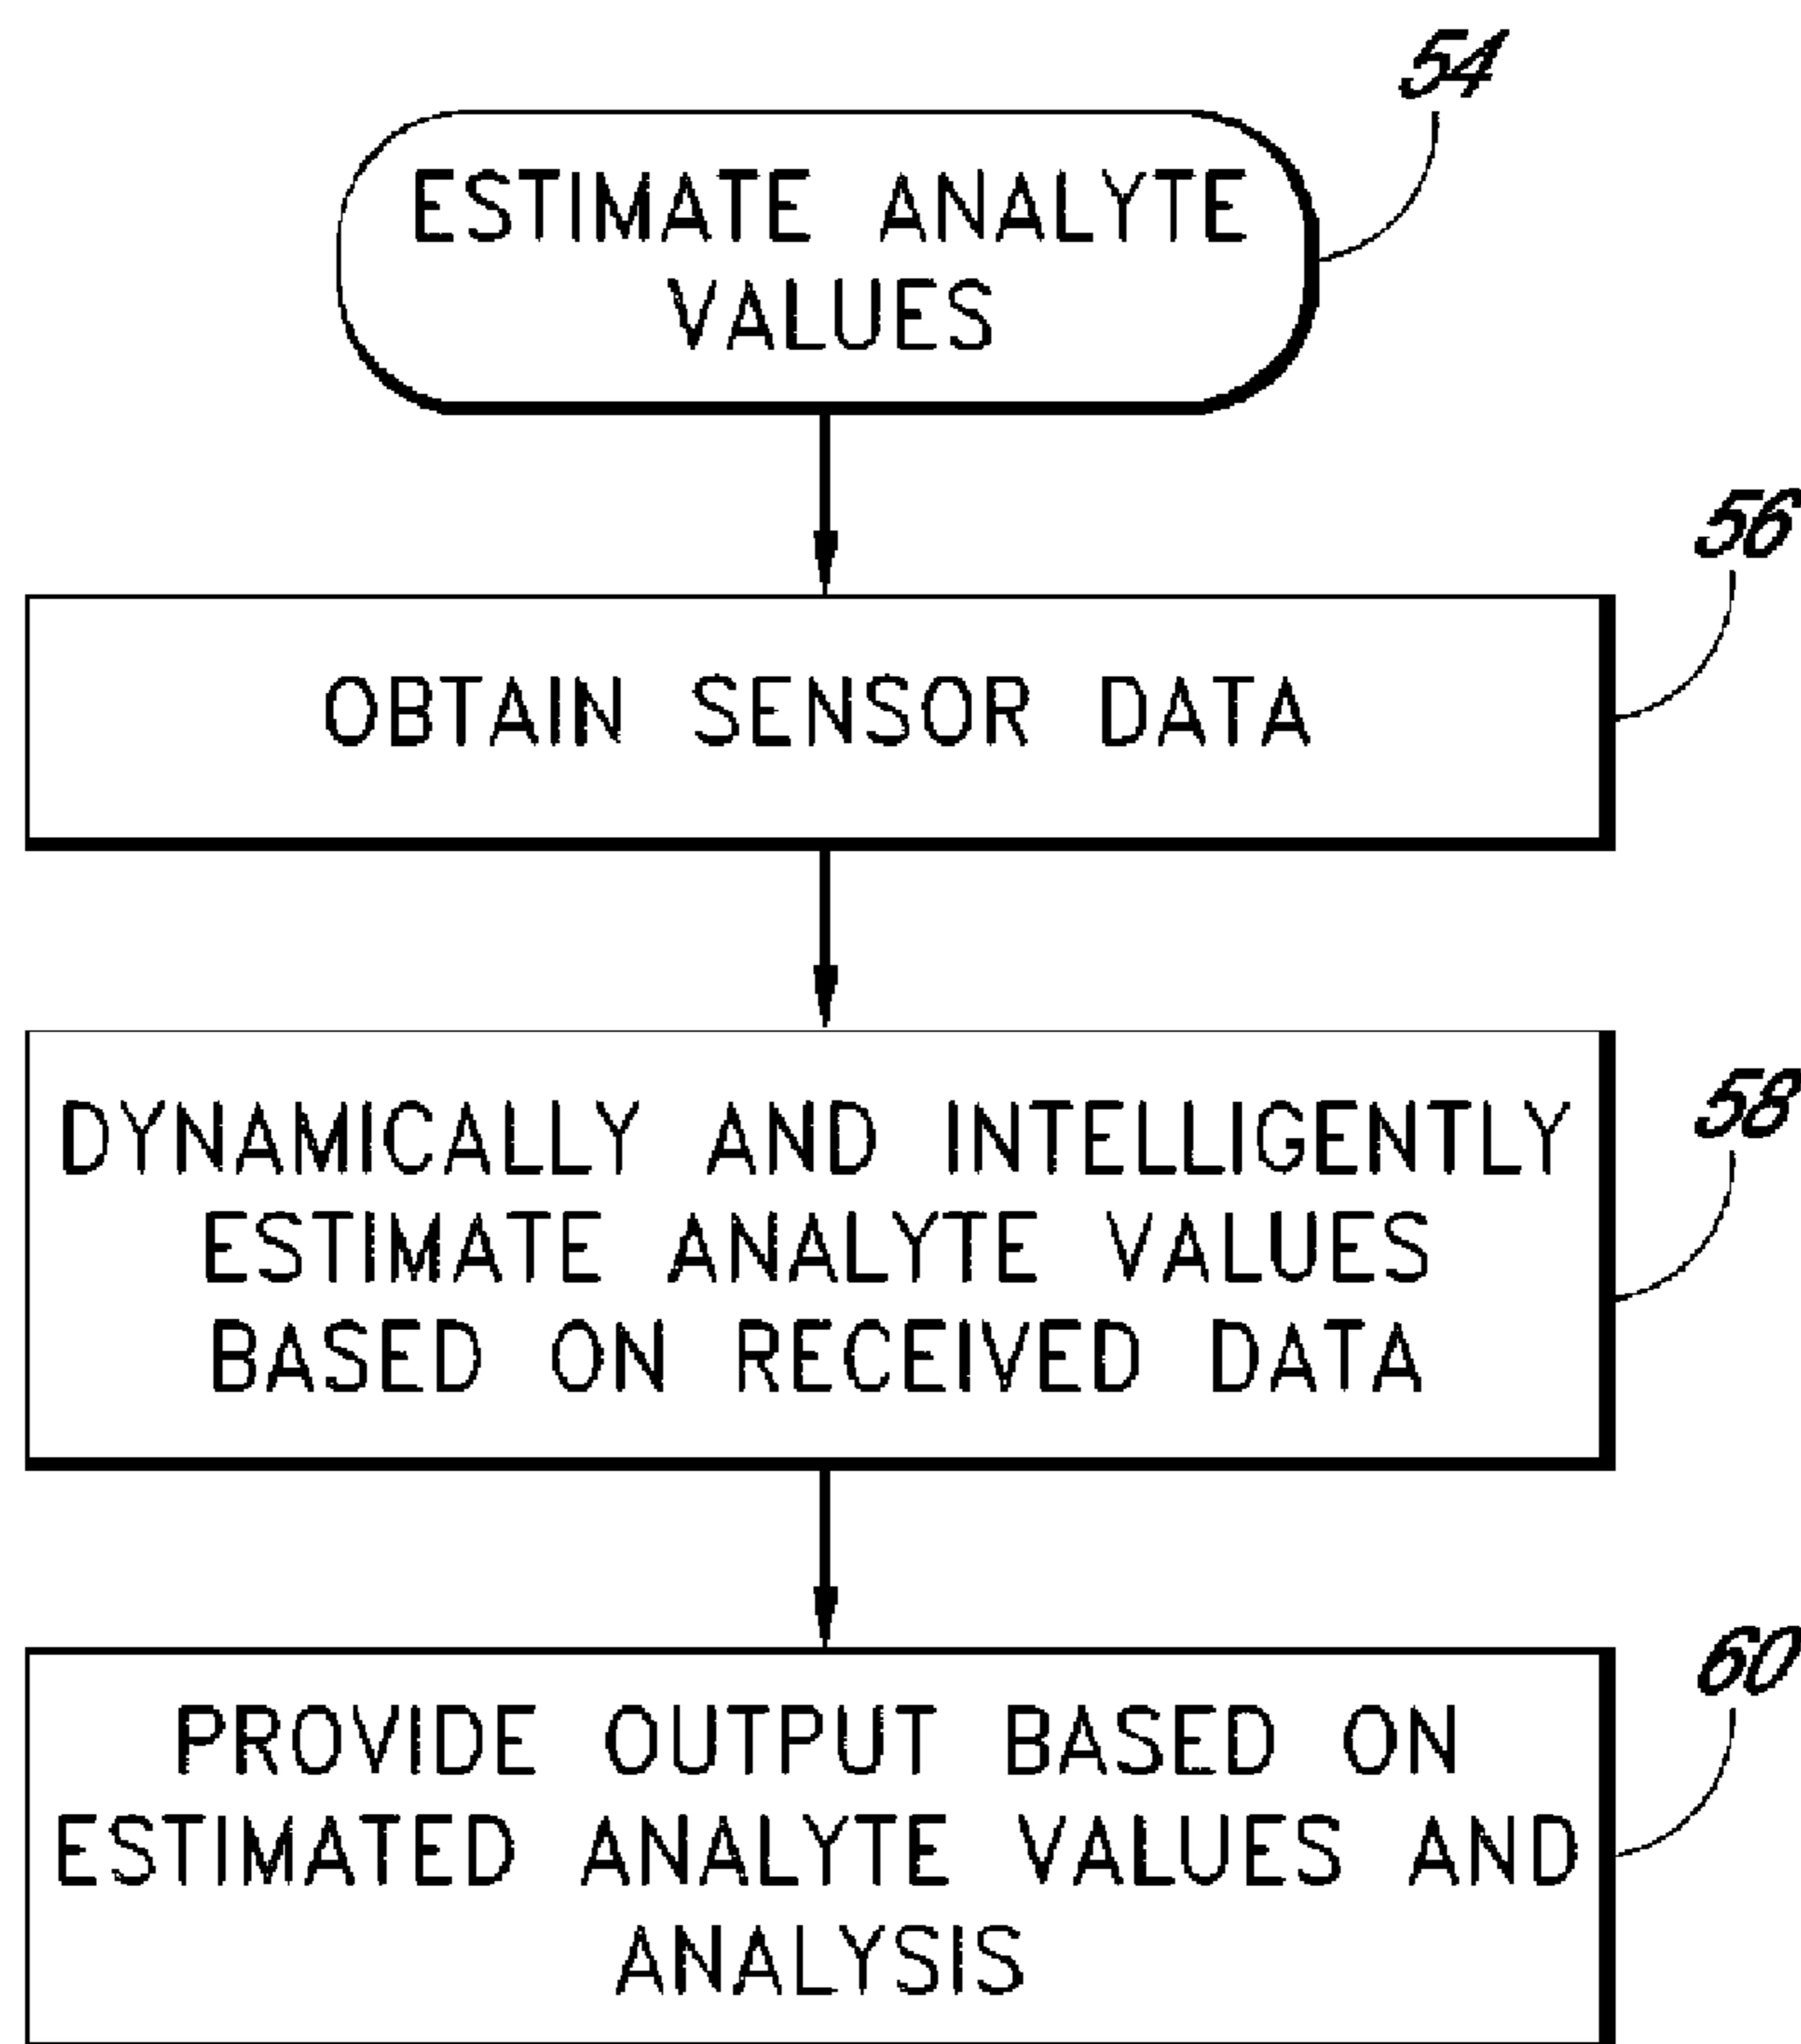 54
ESTIMATE ANALYTE
VALUES
56
OBTAIN SENSOR DATA
58
DYNAMICALLY AND INTELLIGENTLY
ESTIMATE ANALYTE VALUES
BASED ON RECEIVED DATA
60
PROVIDE OUTPUT BASED ON
ESTIMATED ANALYTE VALUES AND
ANALYSIS